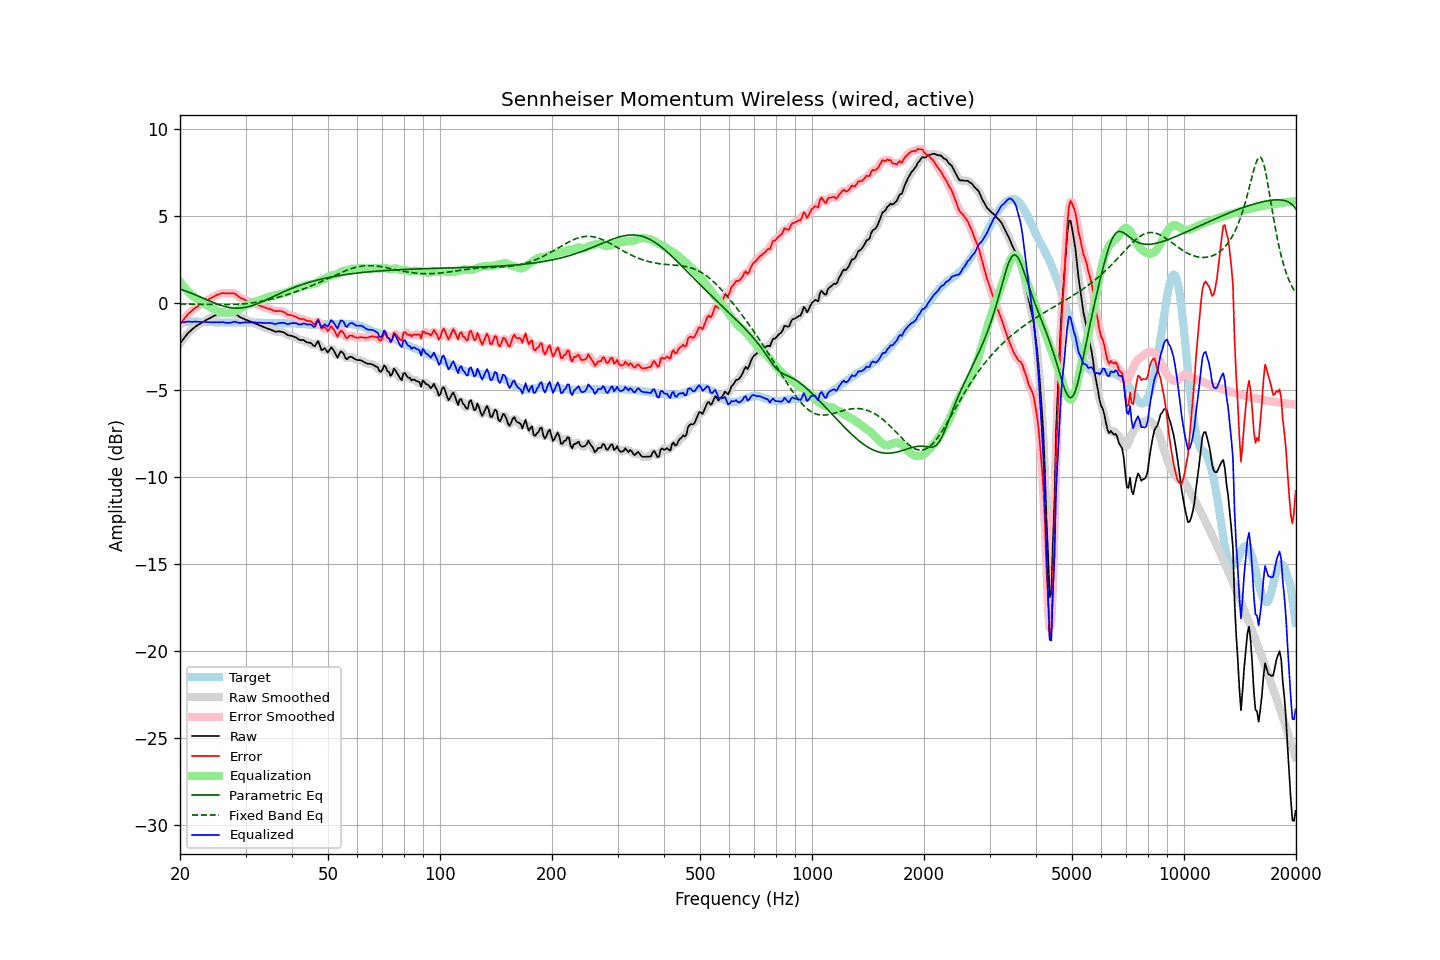 Sennheiser Momentum Wireless (wired, active)
10
5
0
−5
−10
−15
−20
−25
−30
Amplitude (dBr)
Target
Raw Smoothed
Error Smoothed
Raw
Error
Equalization
Parametric Eq
Fixed Band Eq
Equalized
20 50 100 200 500 1000 2000 5000 10000 20000
Frequency (Hz)